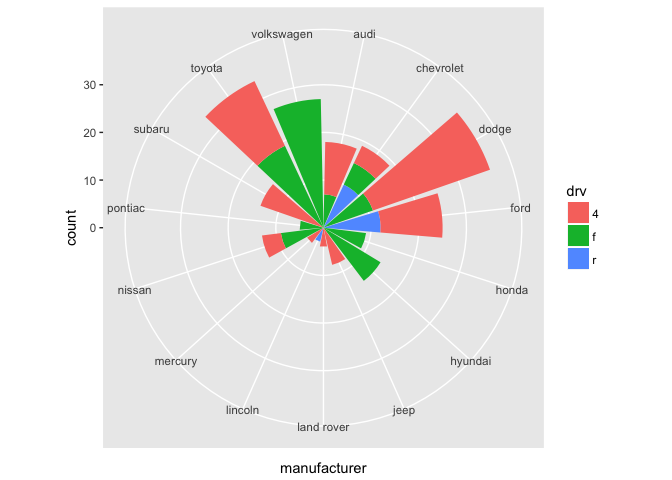 volkswagen
audi
toyota
chevrolet
subaru
dodge
pontiac
ford
nissan
honda
mercury
hyundai
lincoln
jeep
land rover
30
20
10
0
count
manufacturer
drv
4
f
r